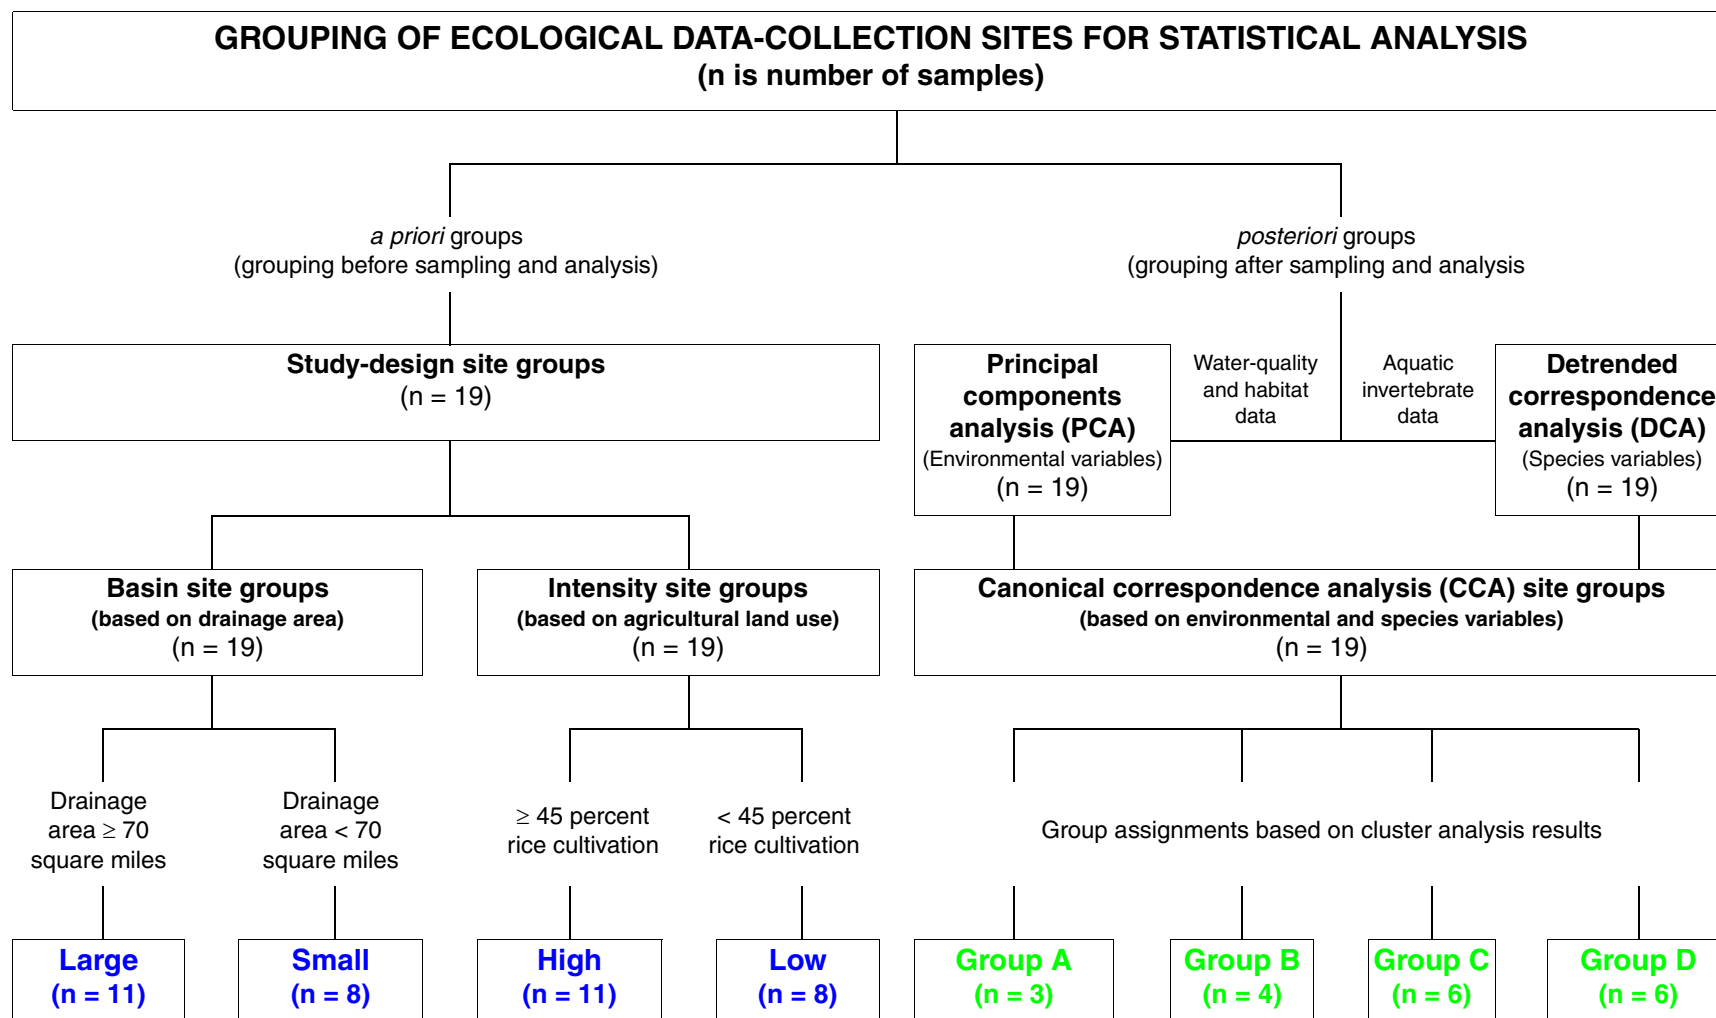 GROUPING OF ECOLOGICAL DATA-COLLECTION SITES FOR STATISTICAL ANALYSIS
(n is number of samples)
a priori groups
(grouping before sampling and analysis)
posteriori groups
(grouping after sampling and analysis
Study-design site groups
(n = 19)
Principal
components
analysis (PCA)
(Environmental variables)
(n = 19)
Water-quality
and habitat
data
Aquatic
invertebrate
data
Detrended
correspondence
analysis (DCA)
(Species variables)
(n = 19)
Basin site groups
(based on drainage area)
(n = 19)
Intensity site groups
(based on agricultural land use)
(n = 19)
Canonical correspondence analysis (CCA) site groups
(based on environmental and species variables)
(n = 19)
Drainage
area ≥ 70
square miles
Drainage
area < 70
square miles
≥ 45 percent
rice cultivation
< 45 percent
rice cultivation
Group assignments based on cluster analysis results
Large
(n = 11)
Small
(n = 8)
High
(n = 11)
Low
(n = 8)
Group A
(n = 3)
Group B
(n = 4)
Group C
(n = 6)
Group D
(n = 6)